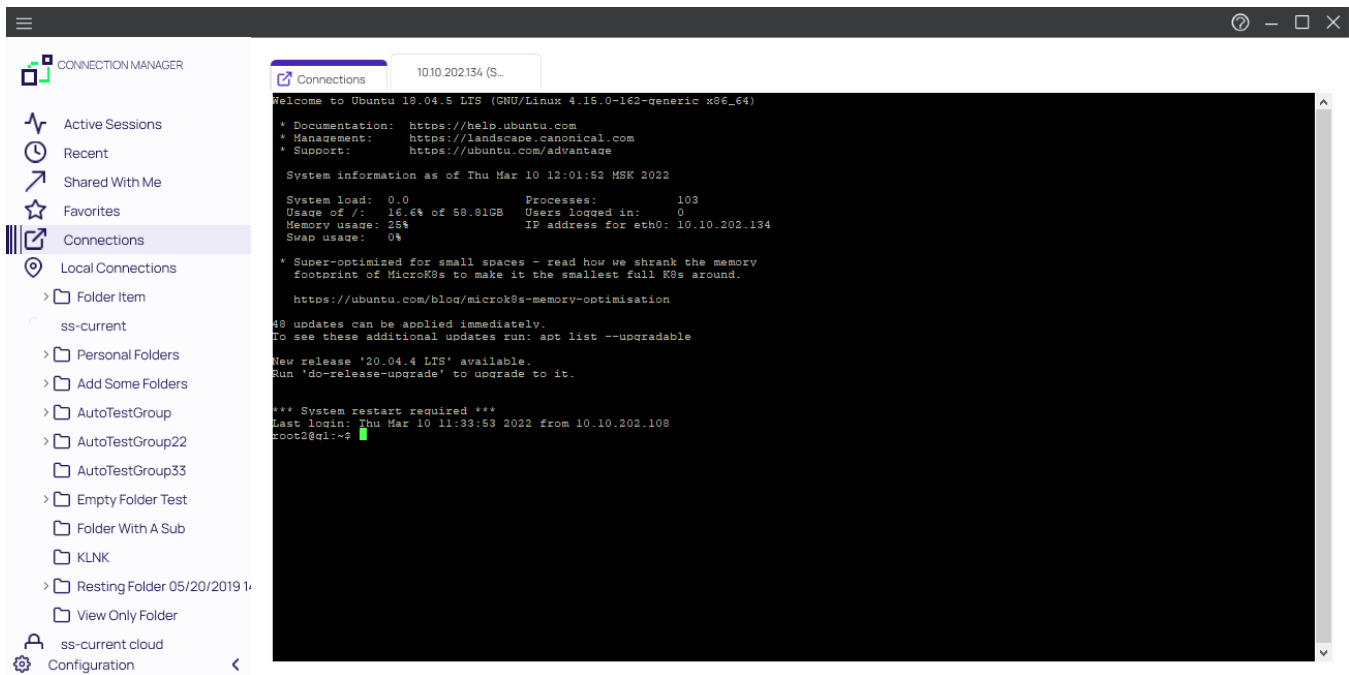 CONNECTION MANAGER
Active Sessions
Recent
Shared With Me
Favorites
Connections
Local Connections
Folder Item
ss-current
Personal Folders
Add Some Folders
AutoTestGroup
AutoTestGroup22
AutoTestGroup33
Empty Folder Test
Folder With A Sub
KLNK
Resting Folder 05/20/2019 14
View Only Folder
ss-current cloud
Configuration
Connections
10.10.202.134 (S...
Welcome to Ubuntu 18.04.5 LTS (GNU/Linux 4.15.0-162-generic x86_64)
* Documentation: https://help.ubuntu.com
* Management: https://landscape.canonical.com
* Support: https://ubuntu.com/advantage
System information as of Thu Mar 10 12:01:52 MSK 2022
System load: 0.0 Processes: 103
Usage of /: 16.6% of 58.81GB Users logged in: 0
Memory usage: 25% IP address for eth0: 10.10.202.134
Swap usage: 0%
* Super-optimized for small spaces - read how we shrank the memory
footprint of MicroK8s to make it the smallest full K8s around.
https://ubuntu.com/blog/microk8s-memory-optimisation
48 updates can be applied immediately.
To see these additional updates run: apt list --upgradable
New release '20.04.4 LTS' available.
Run 'do-release-upgrade' to upgrade to it.
*** System restart required ***
Last login: Thu Mar 10 11:33:53 2022 from 10.10.202.108
root2@ql:~$